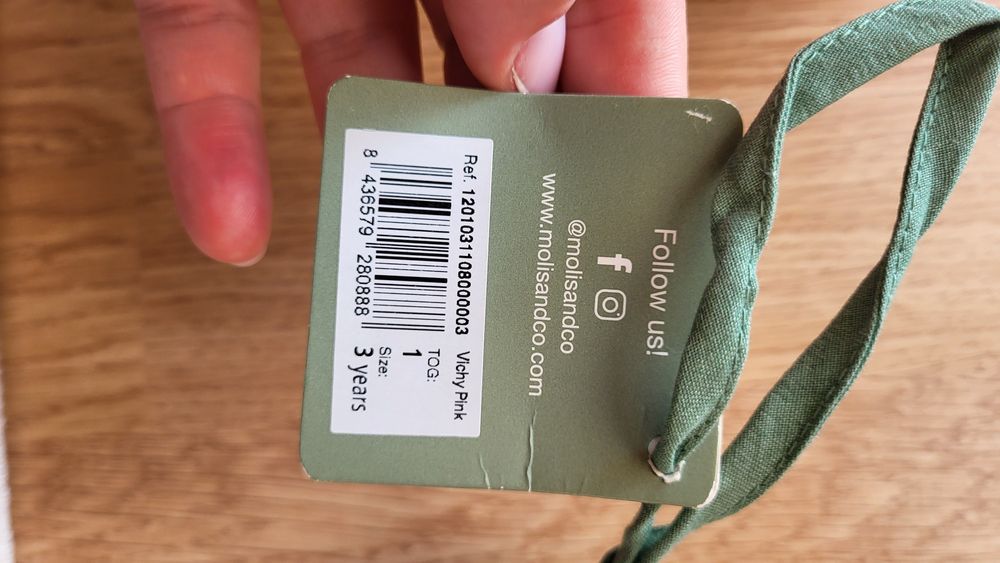 Follow us!
@molisandco
www.molisandco.com
Ref. 1201031108000003 Vichy Pink
TOG:
1
Size:
3 years
8 436579 280888